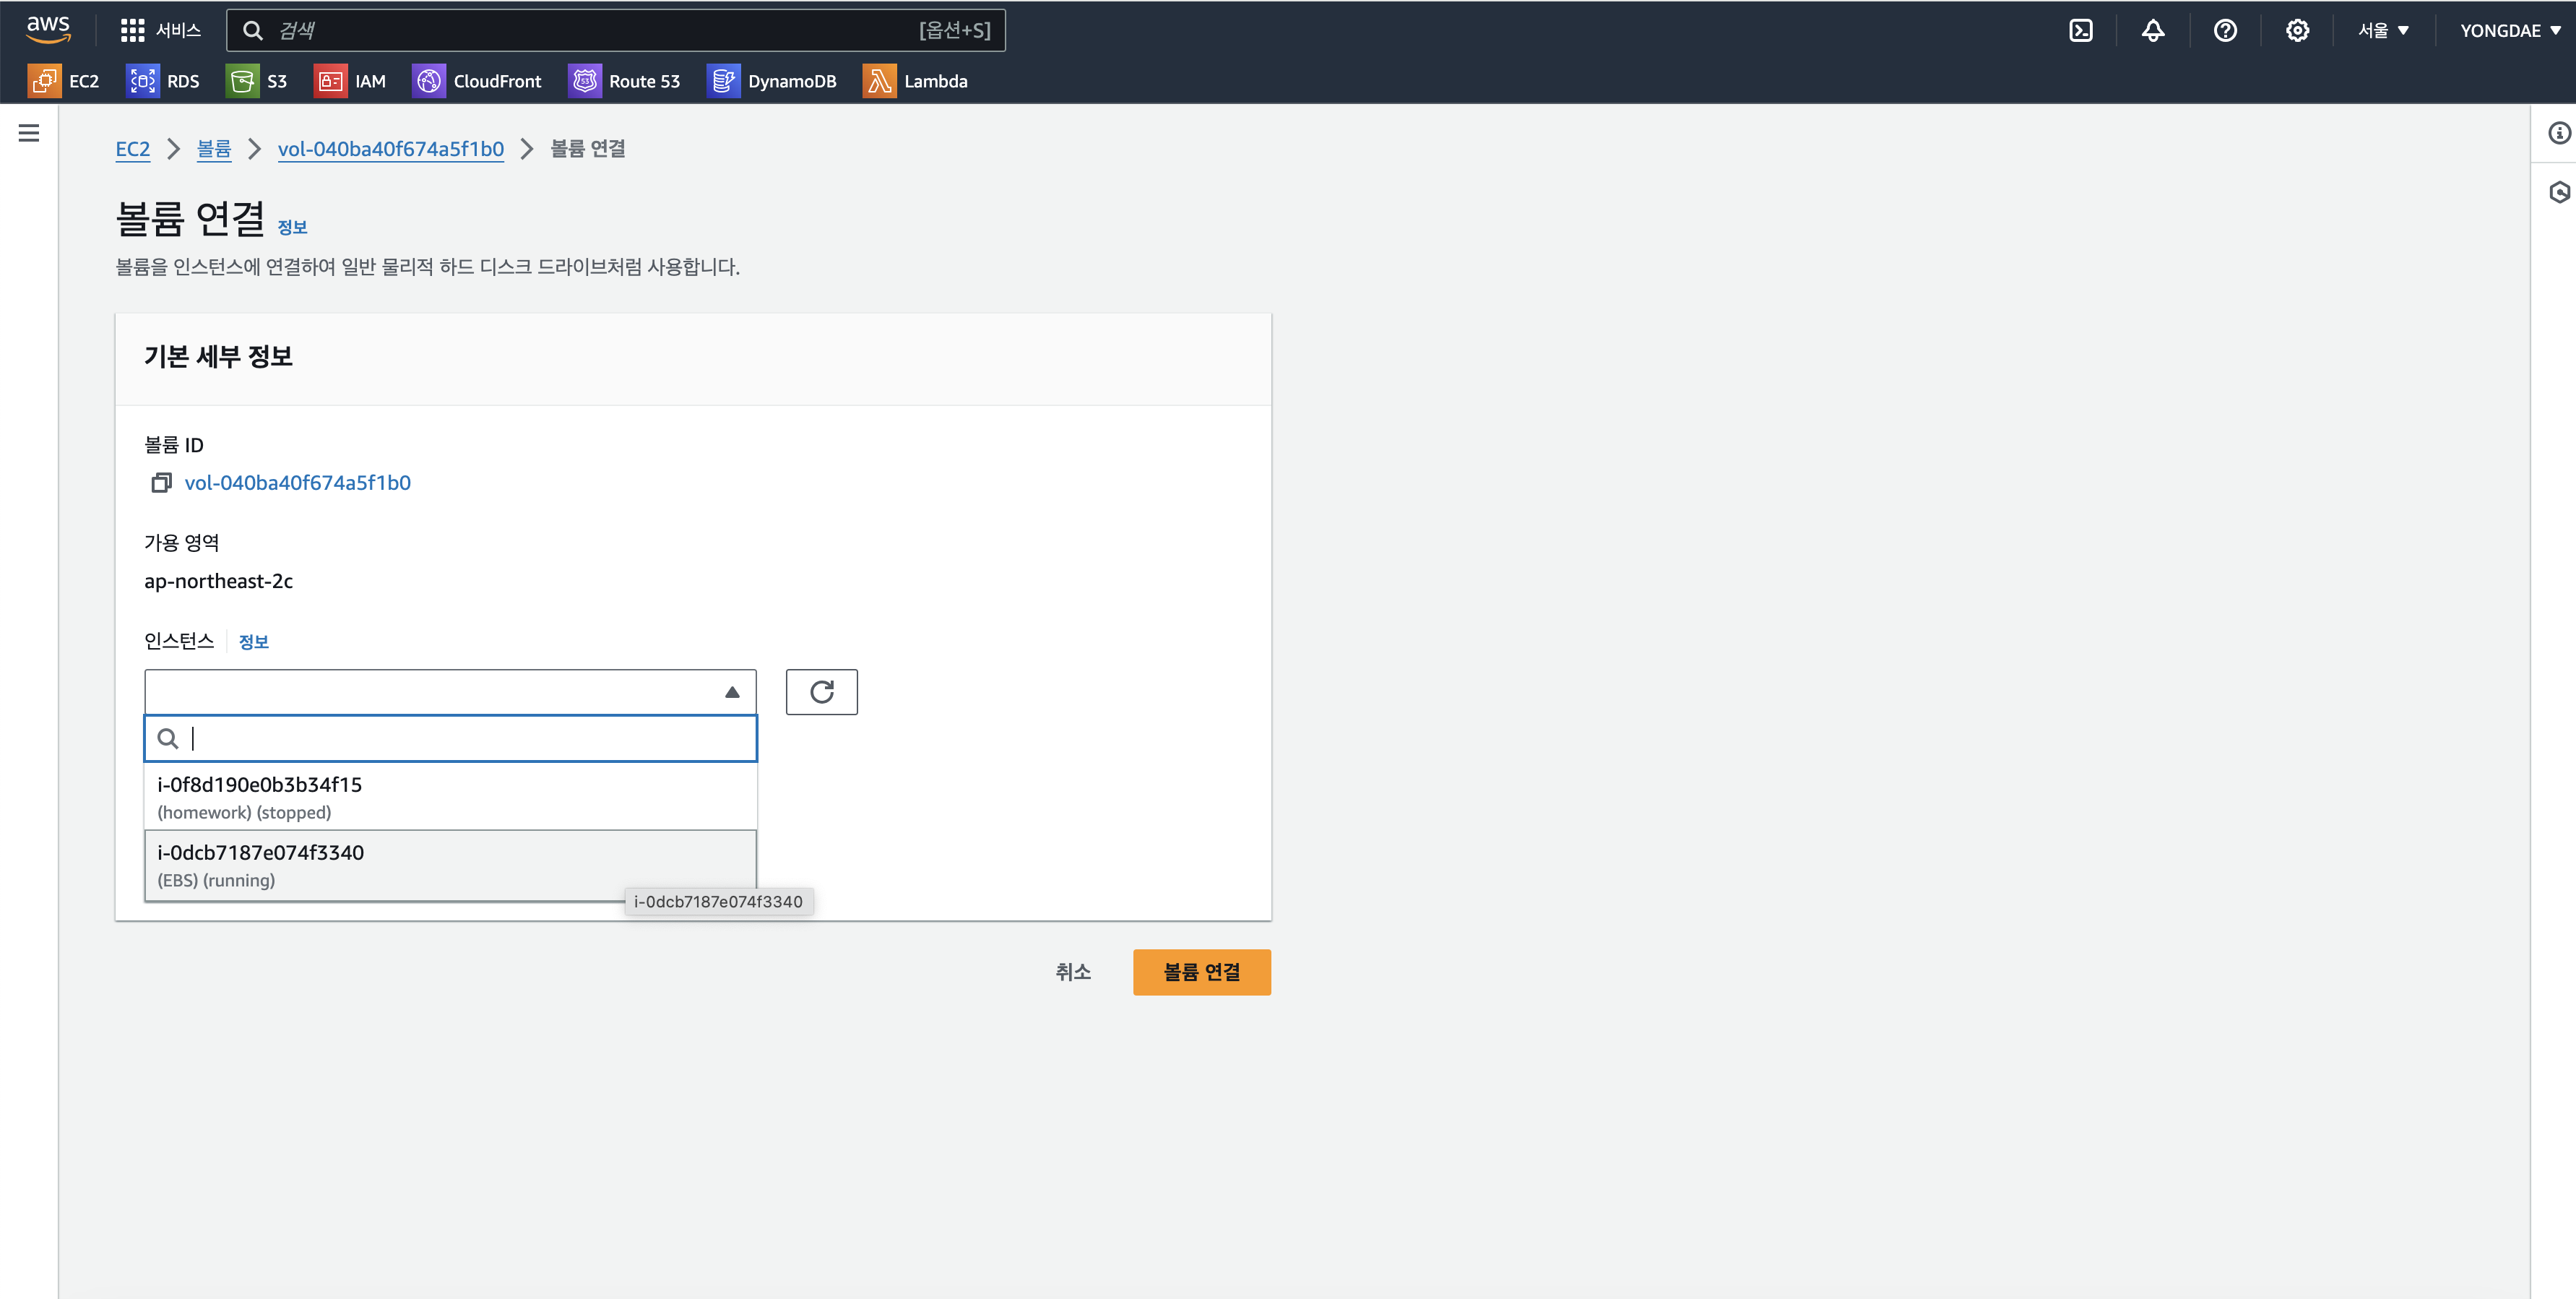 aws
서비스
검색
[옵션+S]
서울
YONGDAE
EC2
RDS
S3
IAM
CloudFront
Route 53
DynamoDB
Lambda
EC2
볼륨
vol-040ba40f674a5f1b0
볼륨 연결
볼륨 연결 정보
볼륨을 인스턴스에 연결하여 일반 물리적 하드 디스크 드라이브처럼 사용합니다.
기본 세부 정보
볼륨 ID
vol-040ba40f674a5f1b0
가용 영역
ap-northeast-2c
인스턴스 정보
i-0f8d190e0b3b34f15
(homework) (stopped)
i-0dcb7187e074f3340
(EBS) (running)
i-0dcb7187e074f3340
취소
볼륨 연결